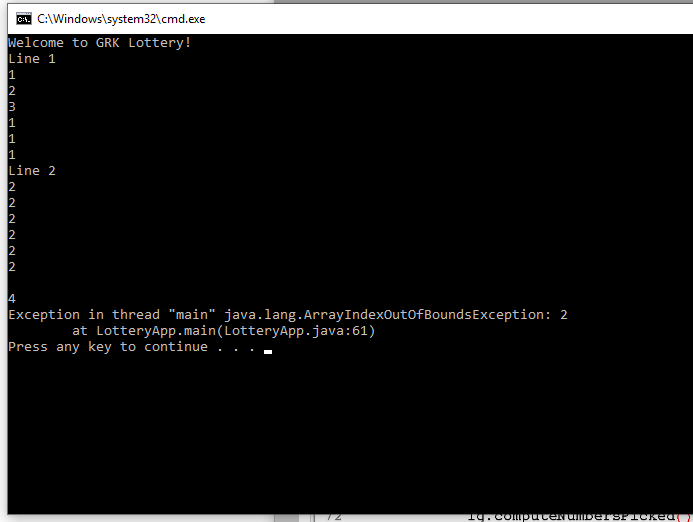 C:\Windows\system32\cmd.exe
Welcome to GRK Lottery!
Line 1
1
2
3
1
1
1
Line 2
2
2
2
2
2
2
4
Exception in thread "main" java.lang.ArrayIndexOutOfBoundsException: 2
at LotteryApp.main(LotteryApp.java:61)
Press any key to continue . . .
72 lg.computeNumbersPicked()